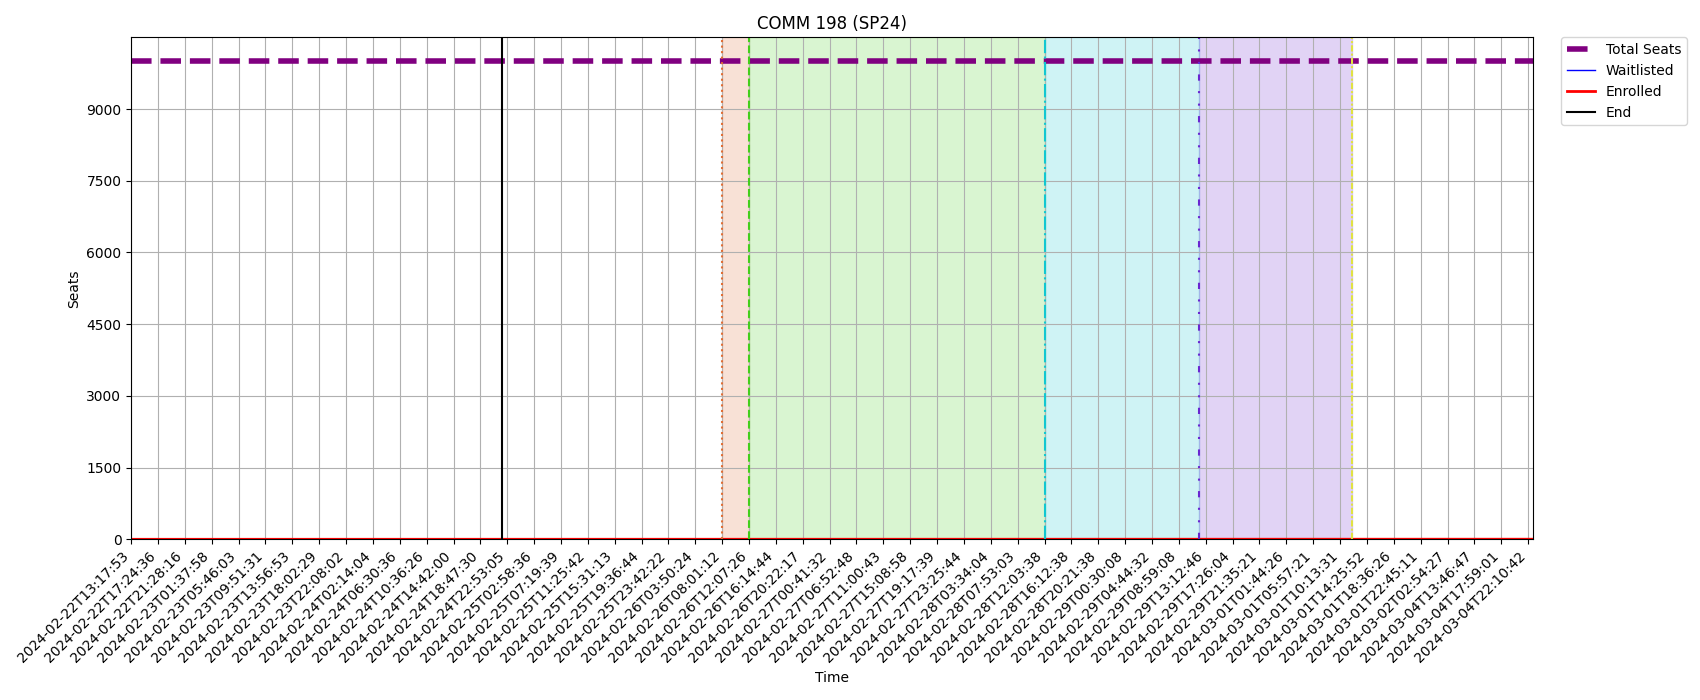 COMM 198 (SP24)
Total Seats
Waitlisted
Enrolled
End
Seats
9000
7500
6000
4500
3000
1500
0
2024-02-22T13:17:53
2024-02-22T17:24:36
2024-02-22T21:28:16
2024-02-23T01:37:58
2024-02-23T05:46:03
2024-02-23T09:51:31
2024-02-23T13:56:53
2024-02-23T18:02:29
2024-02-23T22:08:02
2024-02-24T02:14:04
2024-02-24T06:30:36
2024-02-24T10:36:26
2024-02-24T14:42:00
2024-02-24T18:47:30
2024-02-24T22:53:05
2024-02-25T02:58:36
2024-02-25T07:19:39
2024-02-25T11:25:42
2024-02-25T15:31:13
2024-02-25T19:36:44
2024-02-25T23:42:22
2024-02-26T03:50:24
2024-02-26T08:01:12
2024-02-26T12:07:26
2024-02-26T16:14:44
2024-02-26T20:22:17
2024-02-27T00:41:32
2024-02-27T06:52:48
2024-02-27T11:00:43
2024-02-27T15:08:58
2024-02-27T19:17:39
2024-02-27T23:25:44
2024-02-28T03:34:04
2024-02-28T07:53:03
2024-02-28T12:03:38
2024-02-28T16:12:38
2024-02-28T20:21:38
2024-02-29T00:30:08
2024-02-29T04:44:32
2024-02-29T08:59:08
2024-02-29T13:12:46
2024-02-29T17:26:04
2024-02-29T21:35:21
2024-03-01T01:44:26
2024-03-01T05:57:21
2024-03-01T10:13:31
2024-03-01T14:25:52
2024-03-01T18:36:26
2024-03-01T22:45:11
2024-03-02T02:54:27
2024-03-04T13:46:47
2024-03-04T17:59:01
2024-03-04T22:10:42
Time